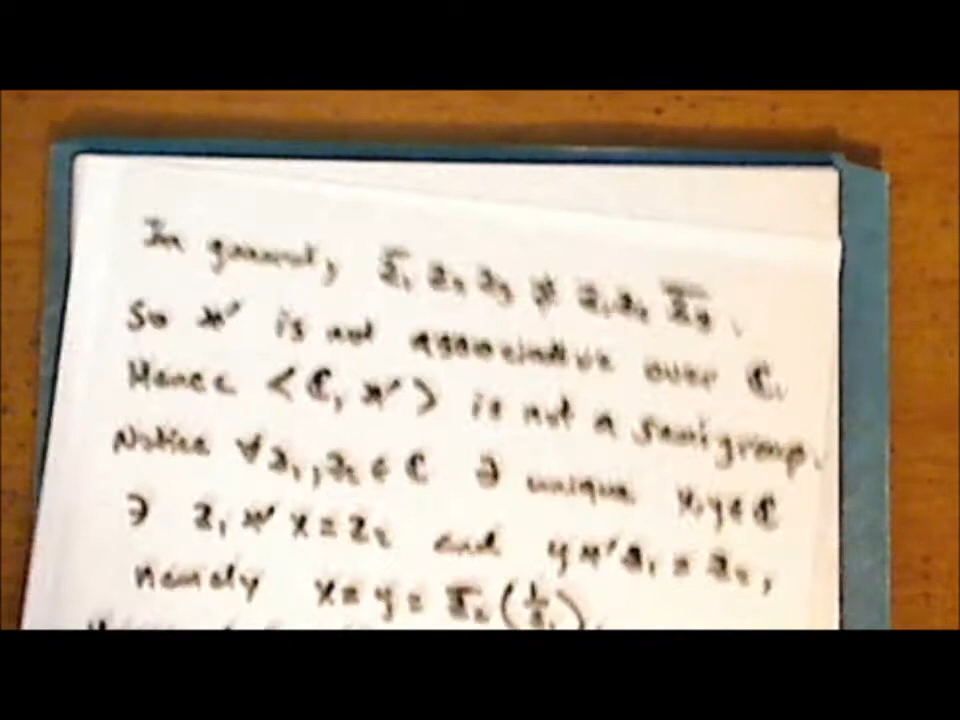 In general, z̄₁ z₂ z₃ ≠ z₁ z₂ z̄₃.
So *' is not associative over ℂ.
Hence <ℂ, *'> is not a semigroup.
Notice ∀ z₁, z₂ ∈ ℂ ∃ unique x, y ∈ ℂ
∋ z₁ *' x = z₂ and y *' z₁ = z₂,
namely x = y = z̄₂ (1/z₁).